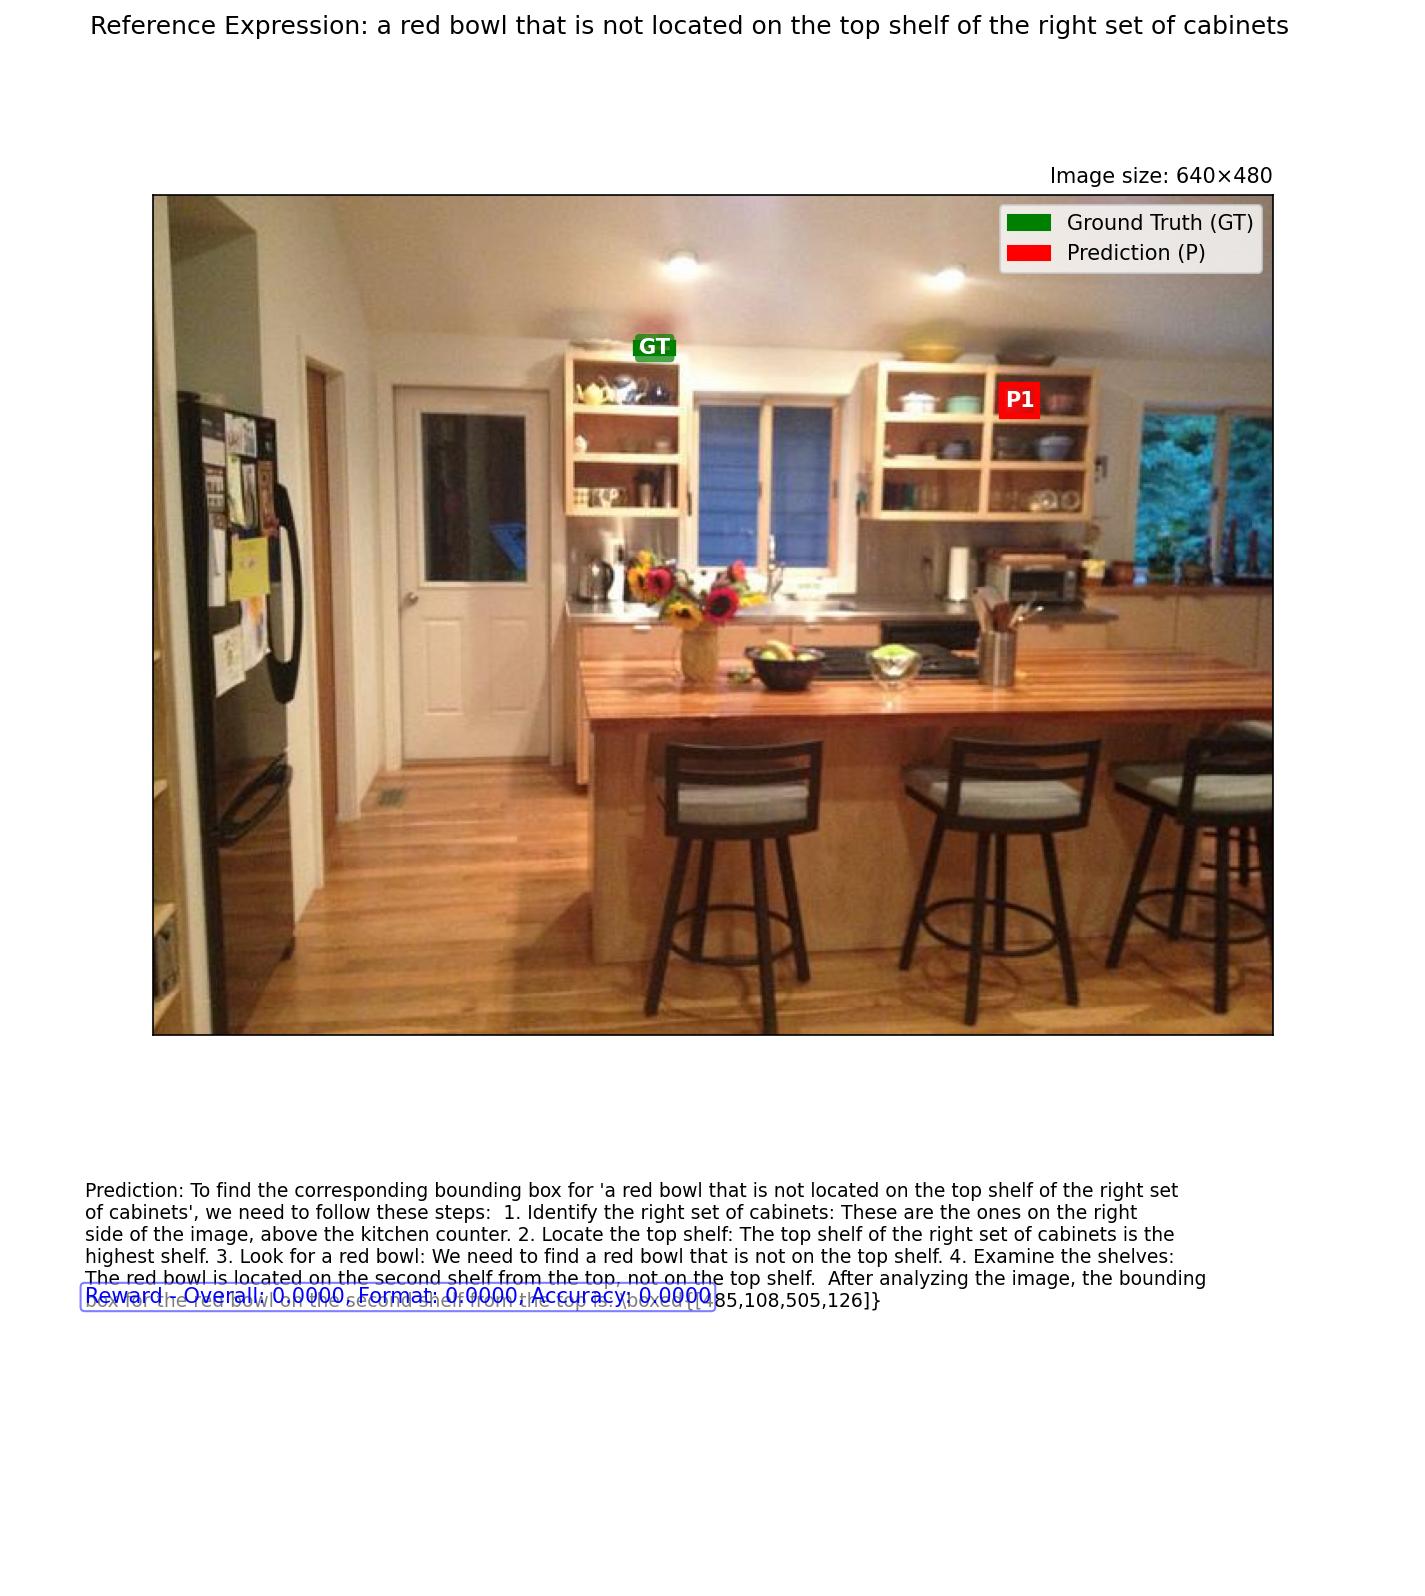 Reference Expression: a red bowl that is not located on the top shelf of the right set of cabinets
Image size: 640×480
Ground Truth (GT)
Prediction (P)
GT
P1
Prediction: To find the corresponding bounding box for 'a red bowl that is not located on the top shelf of the right set
of cabinets', we need to follow these steps:  1. Identify the right set of cabinets: These are the ones on the right
side of the image, above the kitchen counter. 2. Locate the top shelf: The top shelf of the right set of cabinets is the
highest shelf. 3. Look for a red bowl: We need to find a red bowl that is not on the top shelf. 4. Examine the shelves:
The red bowl is located on the second shelf from the top, not on the top shelf.  After analyzing the image, the bounding
Reward - Overall: 0.0000, Format: 0.0000, Accuracy: 0.0000
box for the red bowl on the second shelf from the top is: \boxed{[485,108,505,126]}